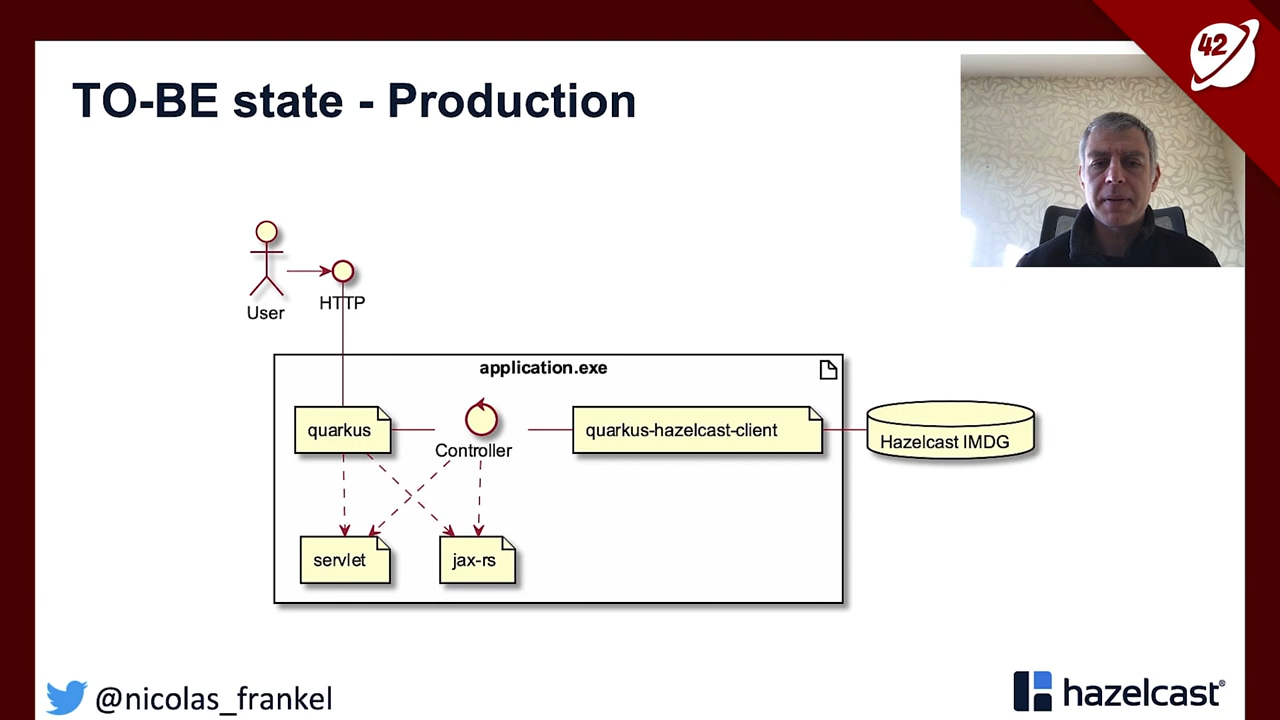 42
TO-BE state - Production
User
HTTP
application.exe
quarkus
Controller
quarkus-hazelcast-client
Hazelcast IMDG
servlet
jax-rs
@nicolas_frankel
hazelcast®